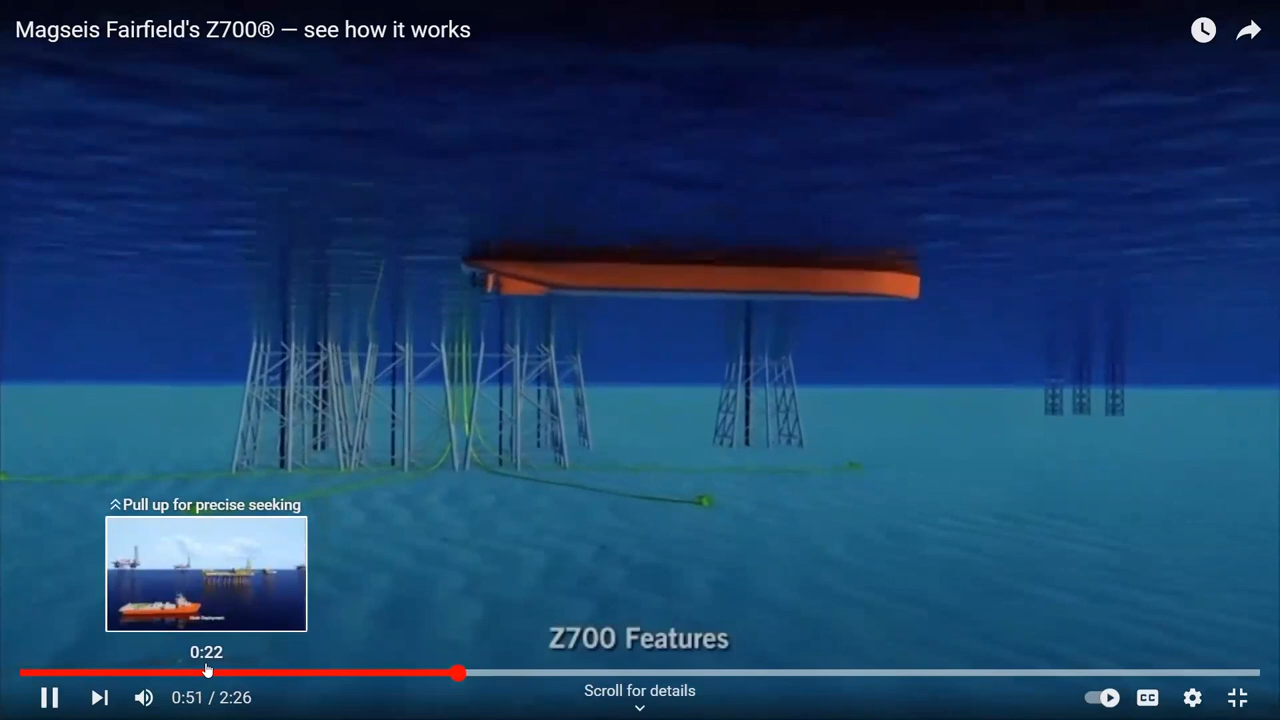 Magseis Fairfield's Z700® — see how it works
Pull up for precise seeking
0:22
Z700 Features
0:51 / 2:26
Scroll for details
CC